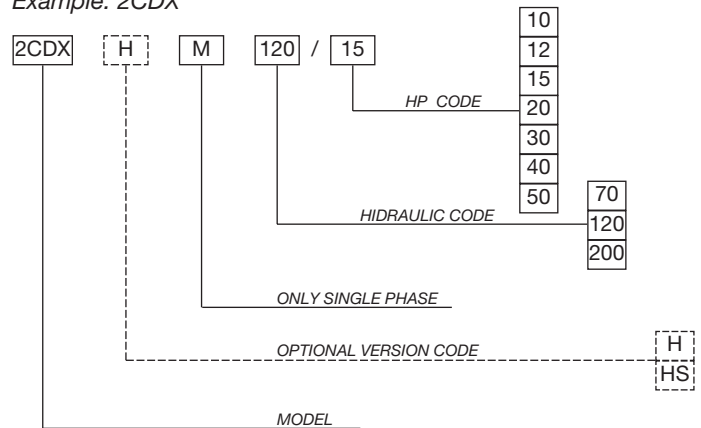 Example: 2CDX
2CDX H M 120 / 15
10
12
15
HP CODE 20
30
40
50
70
HIDRAULIC CODE 120
200
ONLY SINGLE PHASE
OPTIONAL VERSION CODE H
HS
MODEL